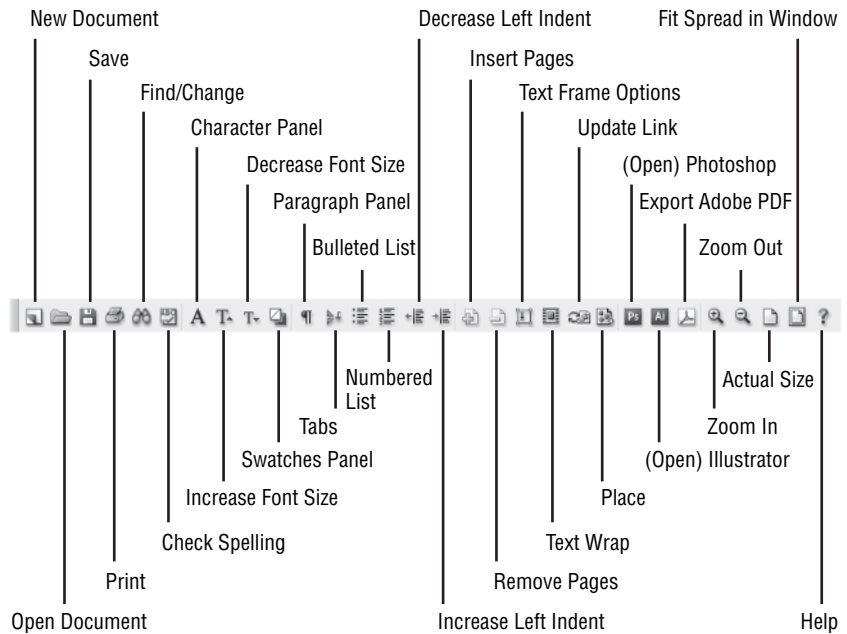 New Document
Decrease Left Indent
Fit Spread in Window
Save
Insert Pages
Find/Change
Text Frame Options
Character Panel
Update Link
Decrease Font Size
(Open) Photoshop
Paragraph Panel
Export Adobe PDF
Bulleted List
Zoom Out
A T T ¶ Ps Ai ?
Numbered
List
Actual Size
Tabs
Zoom In
Swatches Panel
(Open) Illustrator
Increase Font Size
Place
Check Spelling
Text Wrap
Print
Remove Pages
Open Document
Increase Left Indent
Help